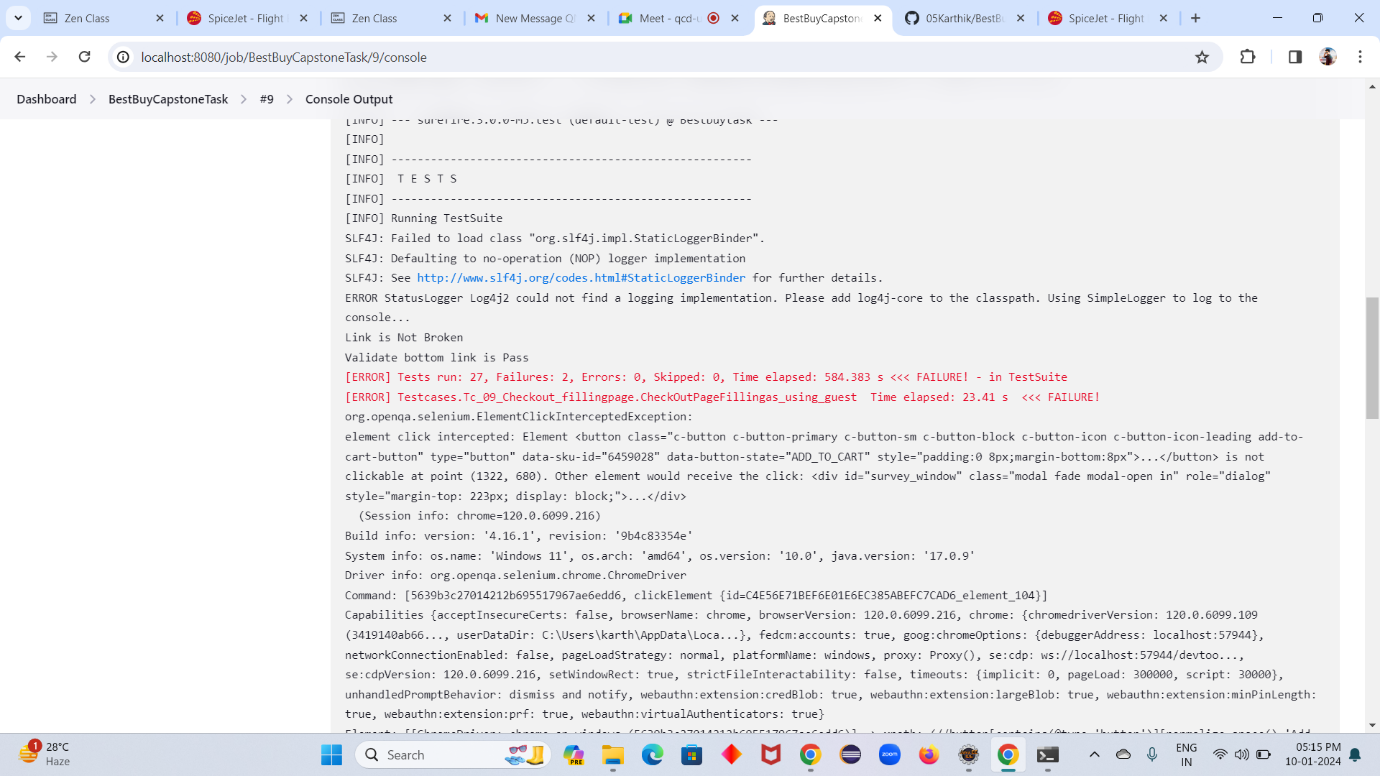 Zen Class
SpiceJet - Flight
Zen Class
New Message Q
Meet - qcd-u
BestBuyCapston
05Karthik/BestB
SpiceJet - Flight
localhost:8080/job/BestBuyCapstoneTask/9/console
Dashboard > BestBuyCapstoneTask > #9 > Console Output
[INFO] --- surefire:3.0.0-M5:test (default-test) @ BestBuyTask ---
[INFO]
[INFO] -------------------------------------------------------
[INFO]  T E S T S
[INFO] -------------------------------------------------------
[INFO] Running TestSuite
SLF4J: Failed to load class "org.slf4j.impl.StaticLoggerBinder".
SLF4J: Defaulting to no-operation (NOP) logger implementation
SLF4J: See http://www.slf4j.org/codes.html#StaticLoggerBinder for further details.
ERROR StatusLogger Log4j2 could not find a logging implementation. Please add log4j-core to the classpath. Using SimpleLogger to log to the
console...
Link is Not Broken
Validate bottom link is Pass
[ERROR] Tests run: 27, Failures: 2, Errors: 0, Skipped: 0, Time elapsed: 584.383 s <<< FAILURE! - in TestSuite
[ERROR] Testcases.Tc_09_Checkout_fillingpage.CheckOutPageFillingas_using_guest  Time elapsed: 23.41 s  <<< FAILURE!
org.openqa.selenium.ElementClickInterceptedException:
element click intercepted: Element <button class="c-button c-button-primary c-button-sm c-button-block c-button-icon c-button-icon-leading add-to-
cart-button" type="button" data-sku-id="6459028" data-button-state="ADD_TO_CART" style="padding:0 8px;margin-bottom:8px">...</button> is not
clickable at point (1322, 680). Other element would receive the click: <div id="survey_window" class="modal fade modal-open in" role="dialog"
style="margin-top: 223px; display: block;">...</div>
(Session info: chrome=120.0.6099.216)
Build info: version: '4.16.1', revision: '9b4c83354e'
System info: os.name: 'Windows 11', os.arch: 'amd64', os.version: '10.0', java.version: '17.0.9'
Driver info: org.openqa.selenium.chrome.ChromeDriver
Command: [5639b3c27014212b695517967ae6edd6, clickElement {id=C4E56E71BEF6E01E6EC385ABEFC7CAD6_element_104}]
Capabilities {acceptInsecureCerts: false, browserName: chrome, browserVersion: 120.0.6099.216, chrome: {chromedriverVersion: 120.0.6099.109
(3419140ab66..., userDataDir: C:\Users\karth\AppData\Loca...}, fedcm:accounts: true, goog:chromeOptions: {debuggerAddress: localhost:57944},
networkConnectionEnabled: false, pageLoadStrategy: normal, platformName: windows, proxy: Proxy(), se:cdp: ws://localhost:57944/devtoo...,
se:cdpVersion: 120.0.6099.216, setWindowRect: true, strictFileInteractability: false, timeouts: {implicit: 0, pageLoad: 300000, script: 30000},
unhandledPromptBehavior: dismiss and notify, webauthn:extension:credBlob: true, webauthn:extension:largeBlob: true, webauthn:extension:minPinLength:
true, webauthn:extension:prf: true, webauthn:virtualAuthenticators: true}
1
28°C
Haze
Search
PRE
zoom
ENG
IN
05:15 PM
10-01-2024